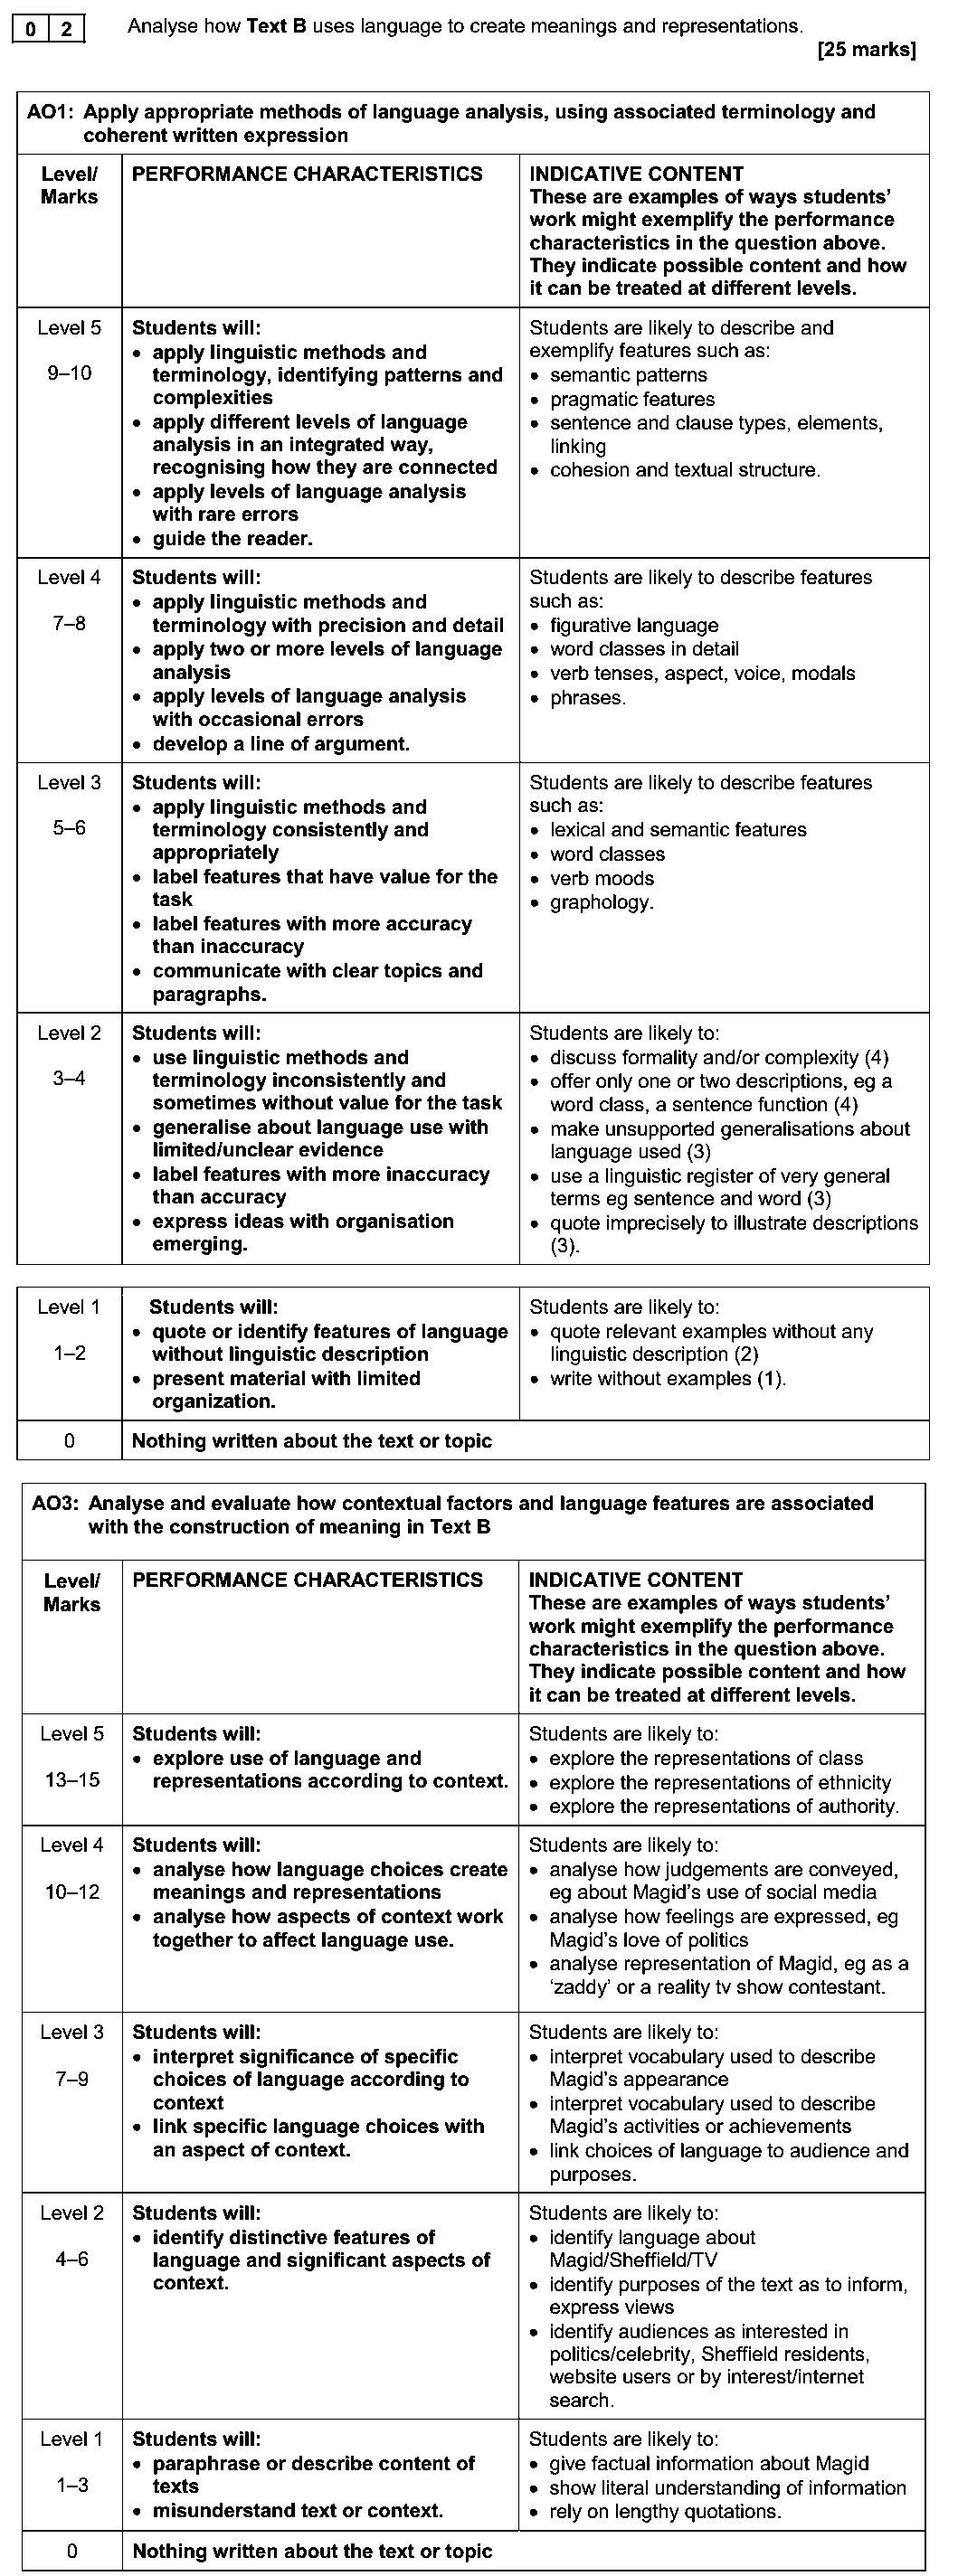 0 2 Analyse how Text B uses language to create meanings and representations.
[25 marks]
AO1: Apply appropriate methods of language analysis, using associated terminology and
coherent written expression
Level/
Marks
PERFORMANCE CHARACTERISTICS
INDICATIVE CONTENT
These are examples of ways students'
work might exemplify the performance
characteristics in the question above.
They indicate possible content and how
it can be treated at different levels.
Level 5
9–10
Students will:
• apply linguistic methods and
terminology, identifying patterns and
complexities
• apply different levels of language
analysis in an integrated way,
recognising how they are connected
• apply levels of language analysis
with rare errors
• guide the reader.
Students are likely to describe and
exemplify features such as:
• semantic patterns
• pragmatic features
• sentence and clause types, elements,
linking
• cohesion and textual structure.
Level 4
7–8
Students will:
• apply linguistic methods and
terminology with precision and detail
• apply two or more levels of language
analysis
• apply levels of language analysis
with occasional errors
• develop a line of argument.
Students are likely to describe features
such as:
• figurative language
• word classes in detail
• verb tenses, aspect, voice, modals
• phrases.
Level 3
5–6
Students will:
• apply linguistic methods and
terminology consistently and
appropriately
• label features that have value for the
task
• label features with more accuracy
than inaccuracy
• communicate with clear topics and
paragraphs.
Students are likely to describe features
such as:
• lexical and semantic features
• word classes
• verb moods
• graphology.
Level 2
3–4
Students will:
• use linguistic methods and
terminology inconsistently and
sometimes without value for the task
• generalise about language use with
limited/unclear evidence
• label features with more inaccuracy
than accuracy
• express ideas with organisation
emerging.
Students are likely to:
• discuss formality and/or complexity (4)
• offer only one or two descriptions, eg a
word class, a sentence function (4)
• make unsupported generalisations about
language used (3)
• use a linguistic register of very general
terms eg sentence and word (3)
• quote imprecisely to illustrate descriptions
(3).
Level 1
1–2
Students will:
• quote or identify features of language
without linguistic description
• present material with limited
organization.
Students are likely to:
• quote relevant examples without any
linguistic description (2)
• write without examples (1).
0
Nothing written about the text or topic
AO3: Analyse and evaluate how contextual factors and language features are associated
with the construction of meaning in Text B
Level/
Marks
PERFORMANCE CHARACTERISTICS
INDICATIVE CONTENT
These are examples of ways students'
work might exemplify the performance
characteristics in the question above.
They indicate possible content and how
it can be treated at different levels.
Level 5
13–15
Students will:
• explore use of language and
representations according to context.
Students are likely to:
• explore the representations of class
• explore the representations of ethnicity
• explore the representations of authority.
Level 4
10–12
Students will:
• analyse how language choices create
meanings and representations
• analyse how aspects of context work
together to affect language use.
Students are likely to:
• analyse how judgements are conveyed,
eg about Magid's use of social media
• analyse how feelings are expressed, eg
Magid's love of politics
• analyse representation of Magid, eg as a
'zaddy' or a reality tv show contestant.
Level 3
7–9
Students will:
• interpret significance of specific
choices of language according to
context
• link specific language choices with
an aspect of context.
Students are likely to:
• interpret vocabulary used to describe
Magid's appearance
• interpret vocabulary used to describe
Magid's activities or achievements
• link choices of language to audience and
purposes.
Level 2
4–6
Students will:
• identify distinctive features of
language and significant aspects of
context.
Students are likely to:
• identify language about
Magid/Sheffield/TV
• identify purposes of the text as to inform,
express views
• identify audiences as interested in
politics/celebrity, Sheffield residents,
website users or by interest/internet
search.
Level 1
1–3
Students will:
• paraphrase or describe content of
texts
• misunderstand text or context.
Students are likely to:
• give factual information about Magid
• show literal understanding of information
• rely on lengthy quotations.
0
Nothing written about the text or topic